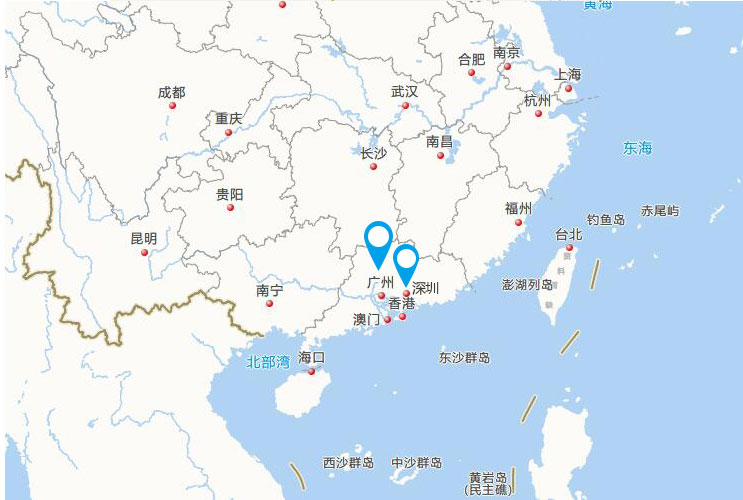 黄海
南京
合肥
上海
成都
武汉
杭州
重庆
南昌
东海
长沙
贵阳
福州
赤尾屿
钓鱼岛
昆明
台北
广州
深圳
澎湖列岛
南宁
香港
澳门
北部湾
海口
东沙群岛
西沙群岛
中沙群岛
黄岩岛
(民主礁)